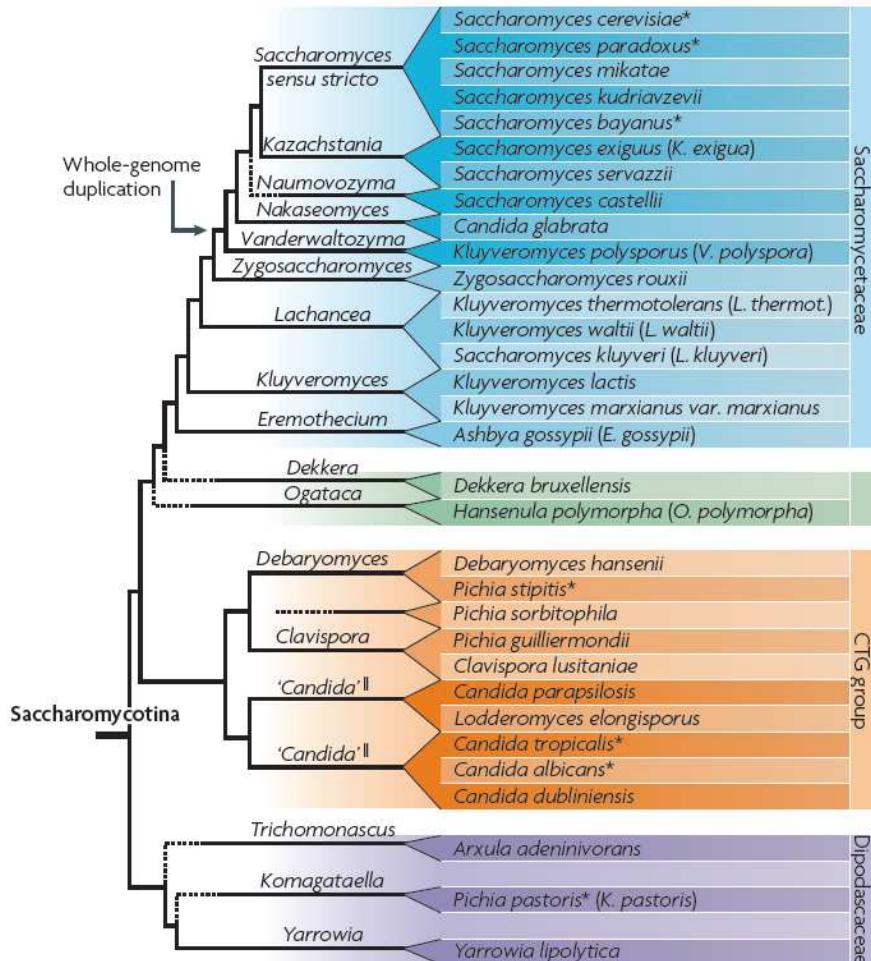 Saccharomyces cerevisiae*
Saccharomyces paradoxus*
Saccharomyces
sensu stricto
Saccharomyces mikatae
Saccharomyces kudriavzevii
Saccharomyces bayanus*
Kazachstania
Saccharomyces exiguus (K. exigua)
Whole-genome
duplication
Saccharomyces servazzii
Naumovozyma
Saccharomyces castellii
Nakaseomyces
Candida glabrata
Vanderwaltozyma
Kluyveromyces polysporus (V. polyspora)
Zygosaccharomyces
Zygosaccharomyces rouxii
Kluyveromyces thermotolerans (L. thermot.)
Lachancea
Kluyveromyces waltii (L. waltii)
Saccharomyces kluyveri (L. kluyveri)
Kluyveromyces
Kluyveromyces lactis
Kluyveromyces marxianus var. marxianus
Eremothecium
Ashbya gossypii (E. gossypii)
Saccharomycetaceae
Dekkera
Dekkera bruxellensis
Ogataca
Hansenula polymorpha (O. polymorpha)
Debaryomyces
Debaryomyces hansenii
Pichia stipitis*
Pichia sorbitophila
Clavispora
Pichia guilliermondii
Clavispora lusitaniae
'Candida' ||
Candida parapsilosis
Lodderomyces elongisporus
'Candida' ||
Candida tropicalis*
Candida albicans*
Candida dubliniensis
CTG group
Saccharomycotina
Trichomonascus
Arxula adeninivorans
Komagataella
Pichia pastoris* (K. pastoris)
Yarrowia
Yarrowia lipolytica
Dipodascaceae